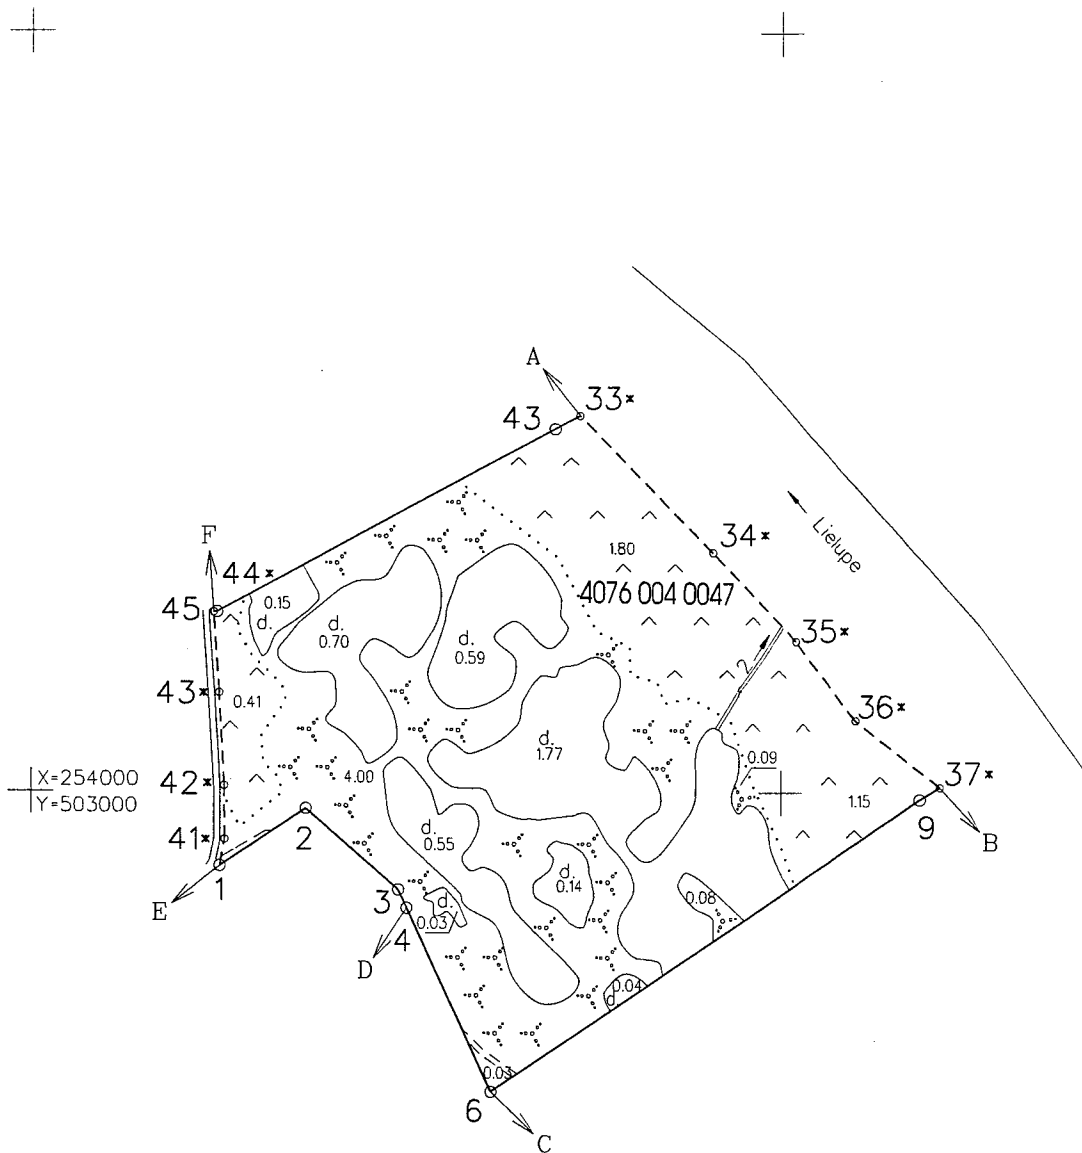 A
33*
43
34*
Lielupe
1.80
F
44*
4076 004 0047
0.15
d.
45
d.
0.70
d.
0.59
35*
2
43*
0.41
36*
d.
1.77
0.09
37*
X=254000
Y=503000
42*
4.00
1.15
9
B
41*
2
d.
0.55
1
d.
0.14
E
3
d.
0.03
0.08
4
D
0.04
d.
0.03
6
C